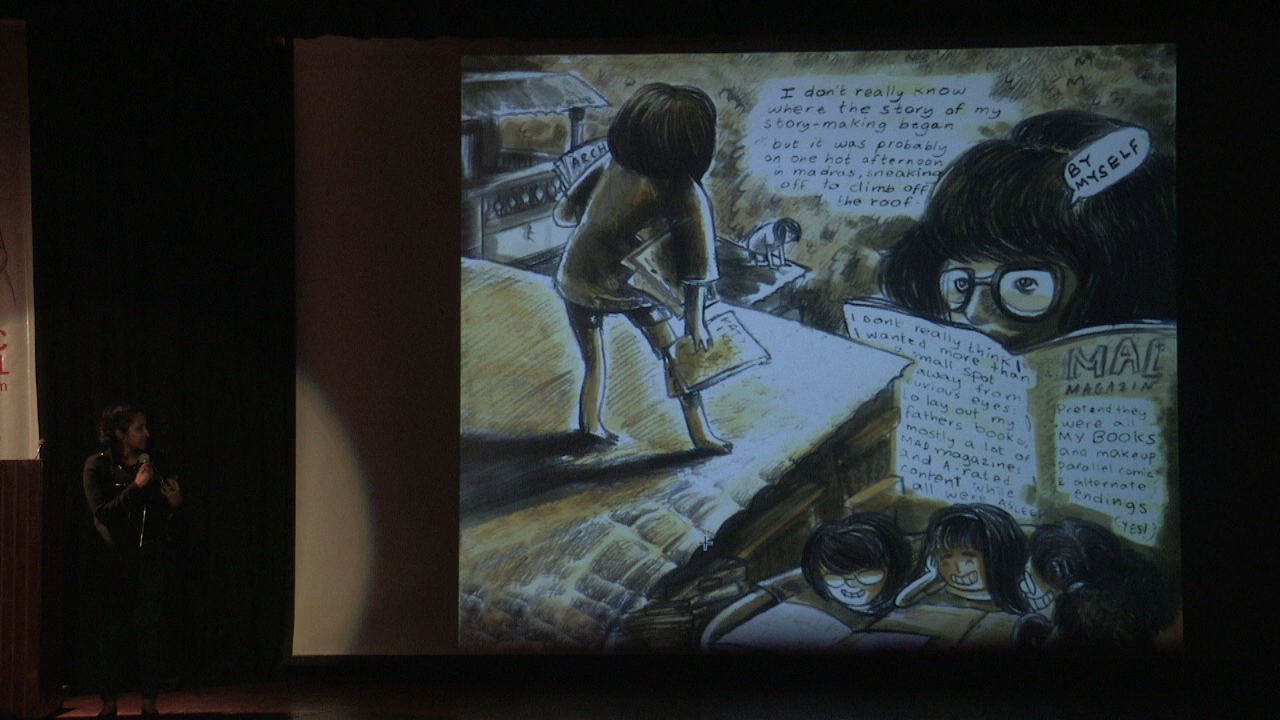 I don't really know
where the story of my
story-making began
but it was probably
on one hot afternoon
in madras, sneaking
off to climb off
the roof.
BY
MYSELF
ARCH
I don't really think
I wanted more than
a small spot
away from
curious eyes:
to lay out my
fathers books,
mostly a lot of
MAD magazines
and A-rated
content while
all were ASLEEP
MAD
MAGAZIN
Pretend they
were all
MY BOOKS
and makeup
parallel comic
& alternate
endings
(YES!)